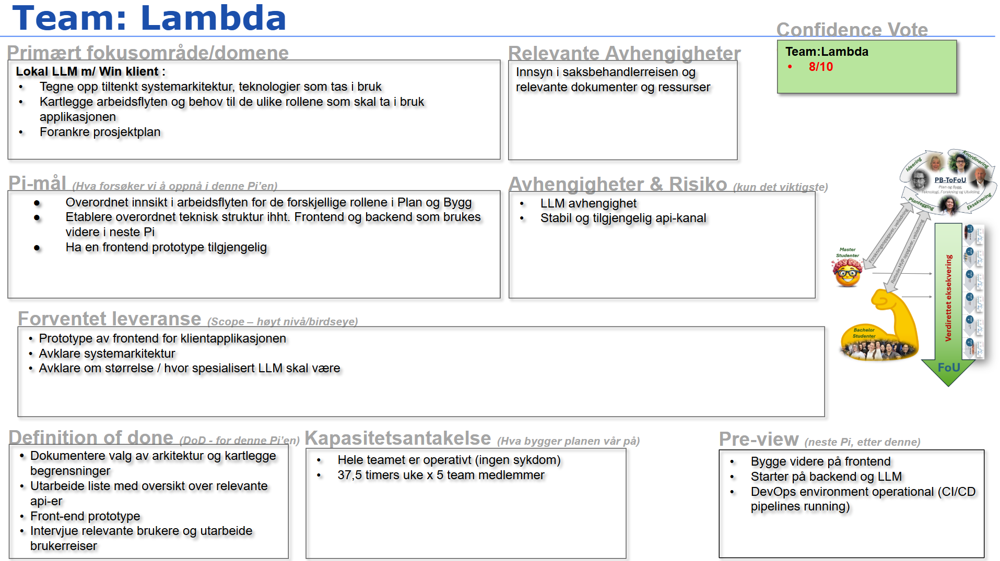 Team: Lambda
Confidence Vote
Team:Lambda
• 8/10
Primært fokusområde/domene
Lokal LLM m/ Win klient :
• Tegne opp tiltenkt systemarkitektur, teknologier som tas i bruk
• Kartlegge arbeidsflyten og behov til de ulike rollene som skal ta i bruk
applikasjonen
• Forankre prosjektplan
Relevante Avhengigheter
Innsyn i saksbehandlerreisen og
relevante dokumenter og ressurser
Pi-mål (Hva forsøker vi å oppnå i denne Pi’en)
● Overordnet innsikt i arbeidsflyten for de forskjellige rollene i Plan og Bygg
● Etablere overordnet teknisk struktur ihht. Frontend og backend som brukes
videre i neste Pi
● Ha en frontend prototype tilgjengelig
Avhengigheter & Risiko (kun det viktigste)
• LLM avhengighet
• Stabil og tilgjengelig api-kanal
Ideering
Koordinering
PB-ToFoU
Plan og Bygg,
Teknologi, Forskning og Utvikling
Planlegging
Eksekvering
Forskningsoppgaver, veiledning
Rettede MVP oppgaver, veiledning
Master
Studenter
Bachelor
Studenter
Verdirettet eksekvering
FoU
Forventet leveranse (Scope – høyt nivå/birdseye)
• Prototype av frontend for klientapplikasjonen
• Avklare systemarkitektur
• Avklare om størrelse / hvor spesialisert LLM skal være
Definition of done (DoD - for denne Pi’en)
• Dokumentere valg av arkitektur og kartlegge
begrensninger
• Utarbeide liste med oversikt over relevante
api-er
• Front-end prototype
• Intervjue relevante brukere og utarbeide
brukerreiser
Kapasitetsantakelse (Hva bygger planen vår på)
• Hele teamet er operativt (ingen sykdom)
• 37,5 timers uke x 5 team medlemmer
Pre-view (neste Pi, etter denne)
• Bygge videre på frontend
• Starter på backend og LLM
• DevOps environment operational (CI/CD
pipelines running)